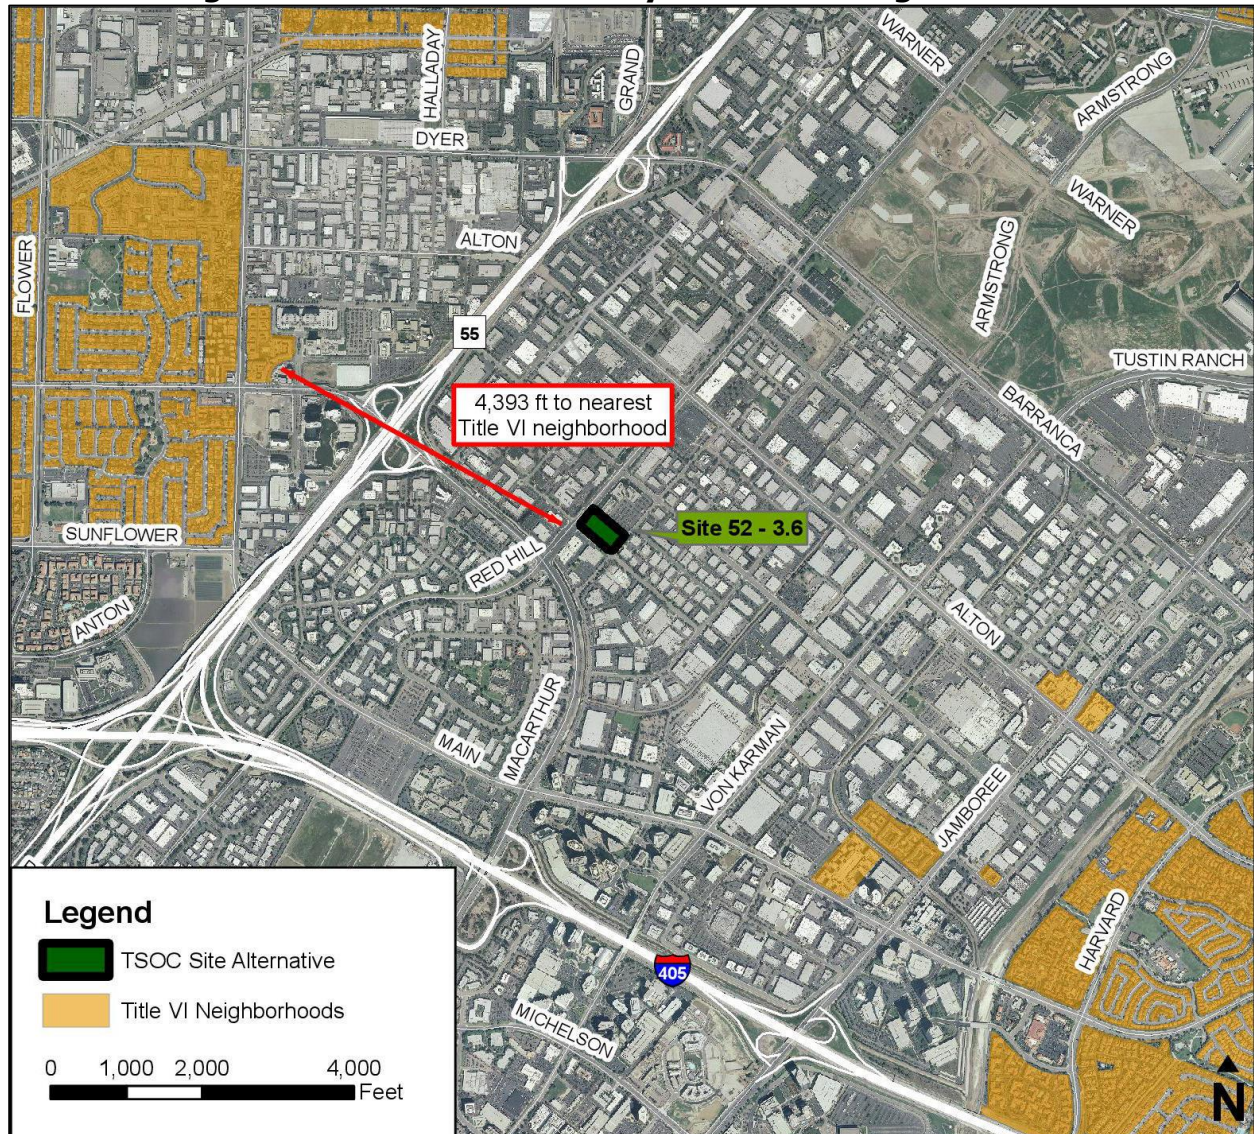 WARNER
HALLADAY
GRAND
ARMSTRONG
DYER
WARNER
ALTON
ARMSTRONG
FLOWER
55
TUSTIN RANCH
4,393 ft to nearest
Title VI neighborhood
BARRANCA
Site 52 - 3.6
SUNFLOWER
RED HILL
ANTON
ALTON
MACARTHUR
MAIN
VON KARMAN
JAMBOREE
HARVARD
405
MICHELSON
Legend
TSOC Site Alternative
Title VI Neighborhoods
0 1,000 2,000 4,000
Feet
N